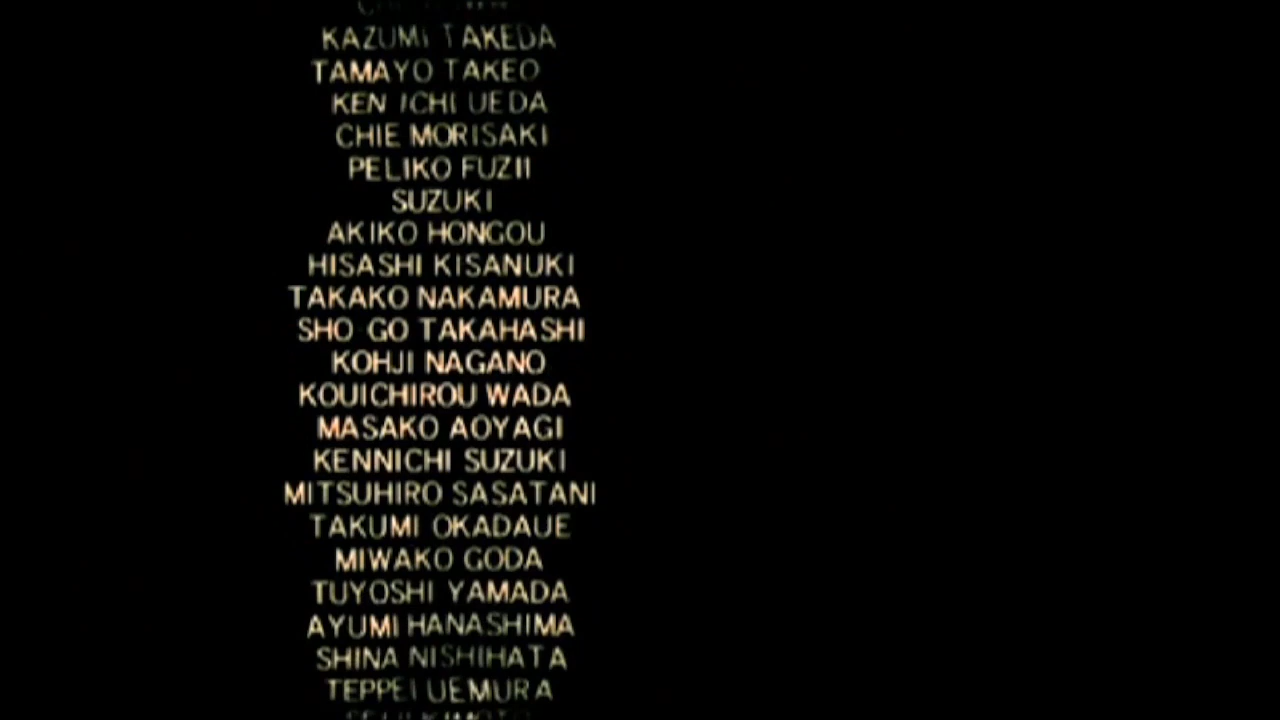 KAZUMI TAKEDA
TAMAYO TAKEO
KEN ICHI UEDA
CHIE MORISAKI
PELIKO FUZII
SUZUKI
AKIKO HONGOU
HISASHI KISANUKI
TAKAKO NAKAMURA
SHO GO TAKAHASHI
KOHJI NAGANO
KOUICHIROU WADA
MASAKO AOYAGI
KENNICHI SUZUKI
MITSUHIRO SASATANI
TAKUMI OKADAUE
MIWAKO GODA
TUYOSHI YAMADA
AYUMI HANASHIMA
SHINA NISHIHATA
TEPPEI UEMURA